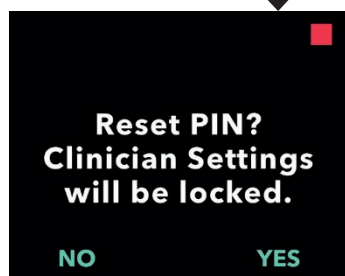 Reset PIN?
Clinician Settings
will be locked.
NO YES